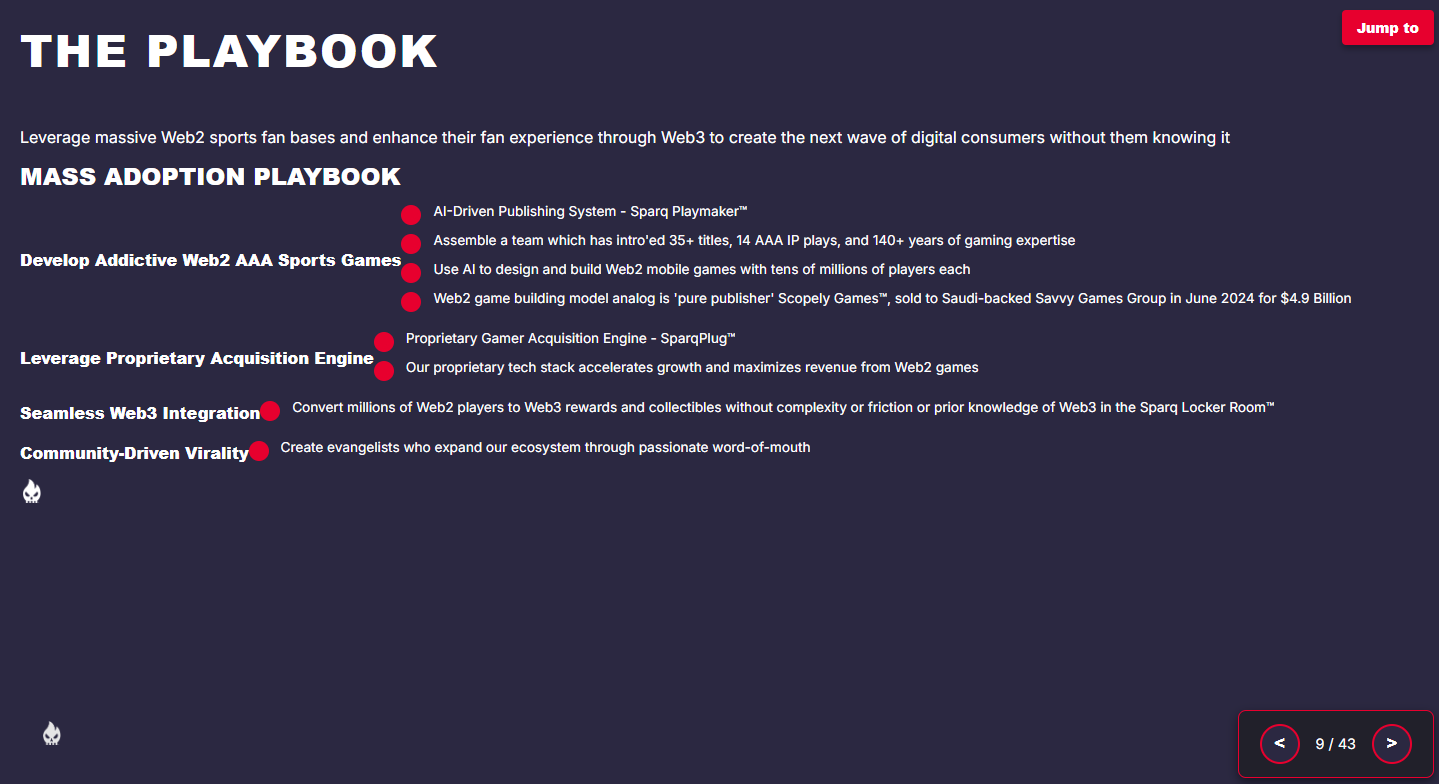 THE PLAYBOOK
Jump to
Leverage massive Web2 sports fan bases and enhance their fan experience through Web3 to create the next wave of digital consumers without them knowing it
MASS ADOPTION PLAYBOOK
Develop Addictive Web2 AAA Sports Games
AI-Driven Publishing System - Sparq Playmaker™
Assemble a team which has intro'ed 35+ titles, 14 AAA IP plays, and 140+ years of gaming expertise
Use AI to design and build Web2 mobile games with tens of millions of players each
Web2 game building model analog is 'pure publisher' Scopely Games™, sold to Saudi-backed Savvy Games Group in June 2024 for $4.9 Billion
Leverage Proprietary Acquisition Engine
Proprietary Gamer Acquisition Engine - SparqPlug™
Our proprietary tech stack accelerates growth and maximizes revenue from Web2 games
Seamless Web3 Integration
Convert millions of Web2 players to Web3 rewards and collectibles without complexity or friction or prior knowledge of Web3 in the Sparq Locker Room™
Community-Driven Virality
Create evangelists who expand our ecosystem through passionate word-of-mouth
< 9 / 43 >